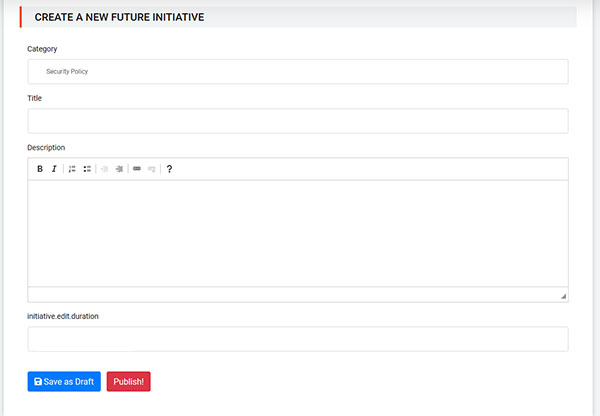 CREATE A NEW FUTURE INITIATIVE
Category
Security Policy
Title
Description
B I ?
initiative.edit.duration
Save as Draft Publish!